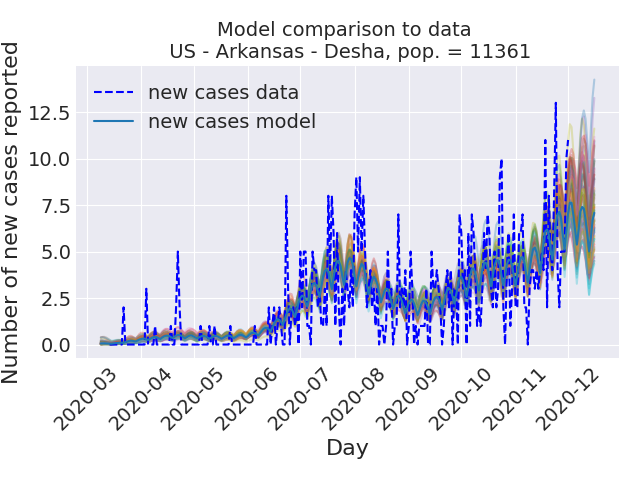 Model comparison to data
US - Arkansas - Desha, pop. = 11361
Number of new cases reported
12.5
10.0
7.5
5.0
2.5
0.0
new cases data
new cases model
2020-03
2020-04
2020-05
2020-06
2020-07
2020-08
2020-09
2020-10
2020-11
2020-12
Day